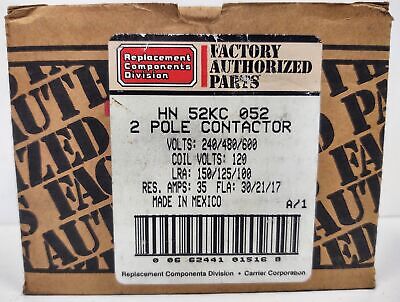 Replacement
Components
Division
FACTORY
AUTHORIZED
PARTS
HN 52KC 052
2 POLE CONTACTOR
VOLTS: 240/480/600
COIL VOLTS: 120
LRA: 150/125/100
RES. AMPS: 35 FLA: 30/21/17
MADE IN MEXICO A/1
0 06 62441 01516 8
Replacement Components Division • Carrier Corporation